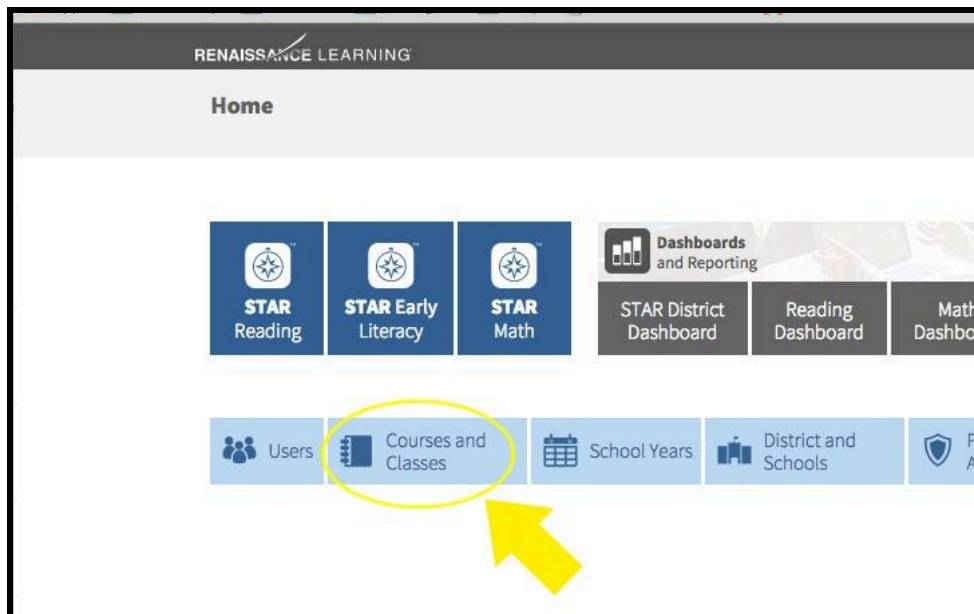 RENAISSANCE LEARNING
Home
STAR
Reading
STAR Early
Literacy
STAR
Math
Dashboards
and Reporting
STAR District
Dashboard
Reading
Dashboard
Math
Users
Courses and
Classes
School Years
District and
Schools